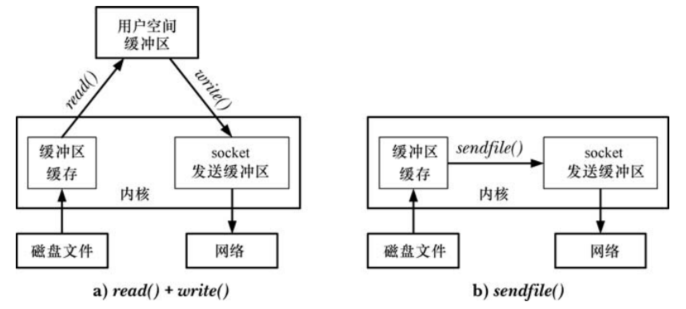 用户空间
缓冲区
read()
write()
缓冲区
缓存
socket
发送缓冲区
内核
磁盘文件
网络
a) read() + write()
缓冲区
缓存
sendfile()
socket
发送缓冲区
内核
磁盘文件
网络
b) sendfile()